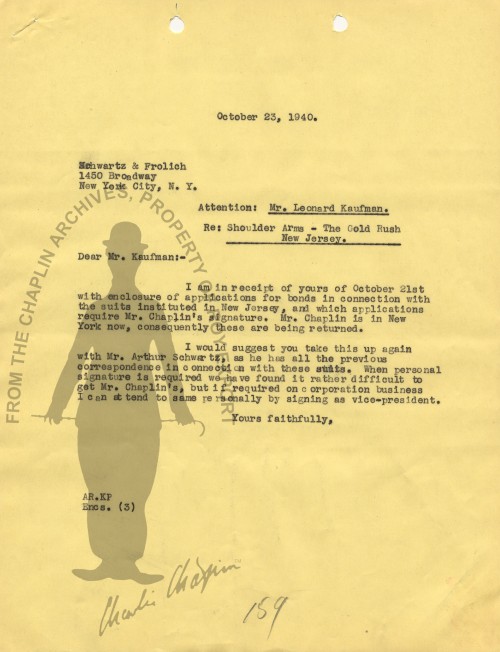 October 23, 1940.
Schwartz & Frolich
1450 Broadway
New York City, N. Y.
Attention: Mr. Leonard Kaufman.
Re: Shoulder Arms - The Gold Rush
New Jersey.
Dear Mr. Kaufman:-
I am in receipt of yours of October 21st
with enclosure of applications for bonds in connection with
the suits instituted in New Jersey, and which applications
require Mr. Chaplin's signature. Mr. Chaplin is in New
York now, consequently these are being returned.
I would suggest you take this up again
with Mr. Arthur Schwartz, as he has all the previous
correspondence in connection with these suits. When personal
signature is required we have found it rather difficult to
get Mr. Chaplin's, but if required on corporation business
I can attend to same personally by signing as vice-president.
Yours faithfully,
AR.KP
Encs. (3)
Charlie Chaplin
159
FROM THE CHAPLIN ARCHIVES, PROPERTY OF ROY EXPORT